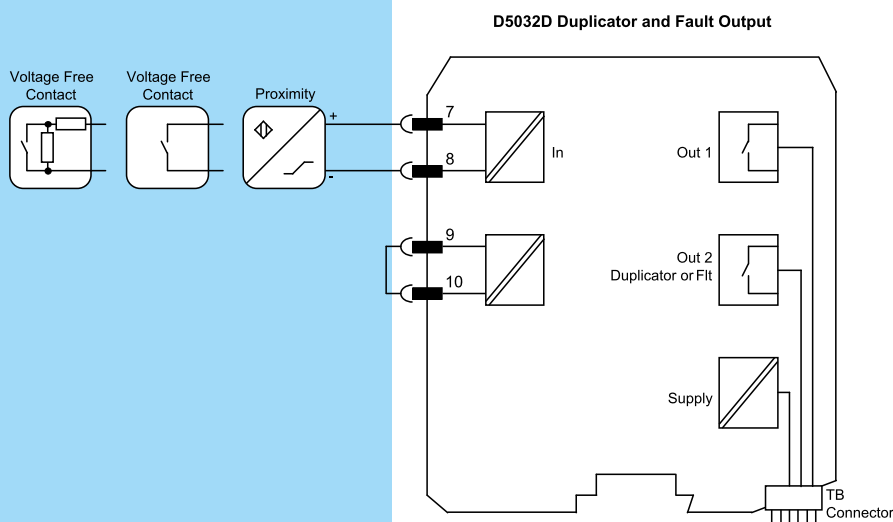 D5032D Duplicator and Fault Output
Voltage Free
Contact
Voltage Free
Contact
Proximity
+
-
7
8
In
9
10
Out 1
Out 2
Duplicator or Flt
Supply
TB
Connector